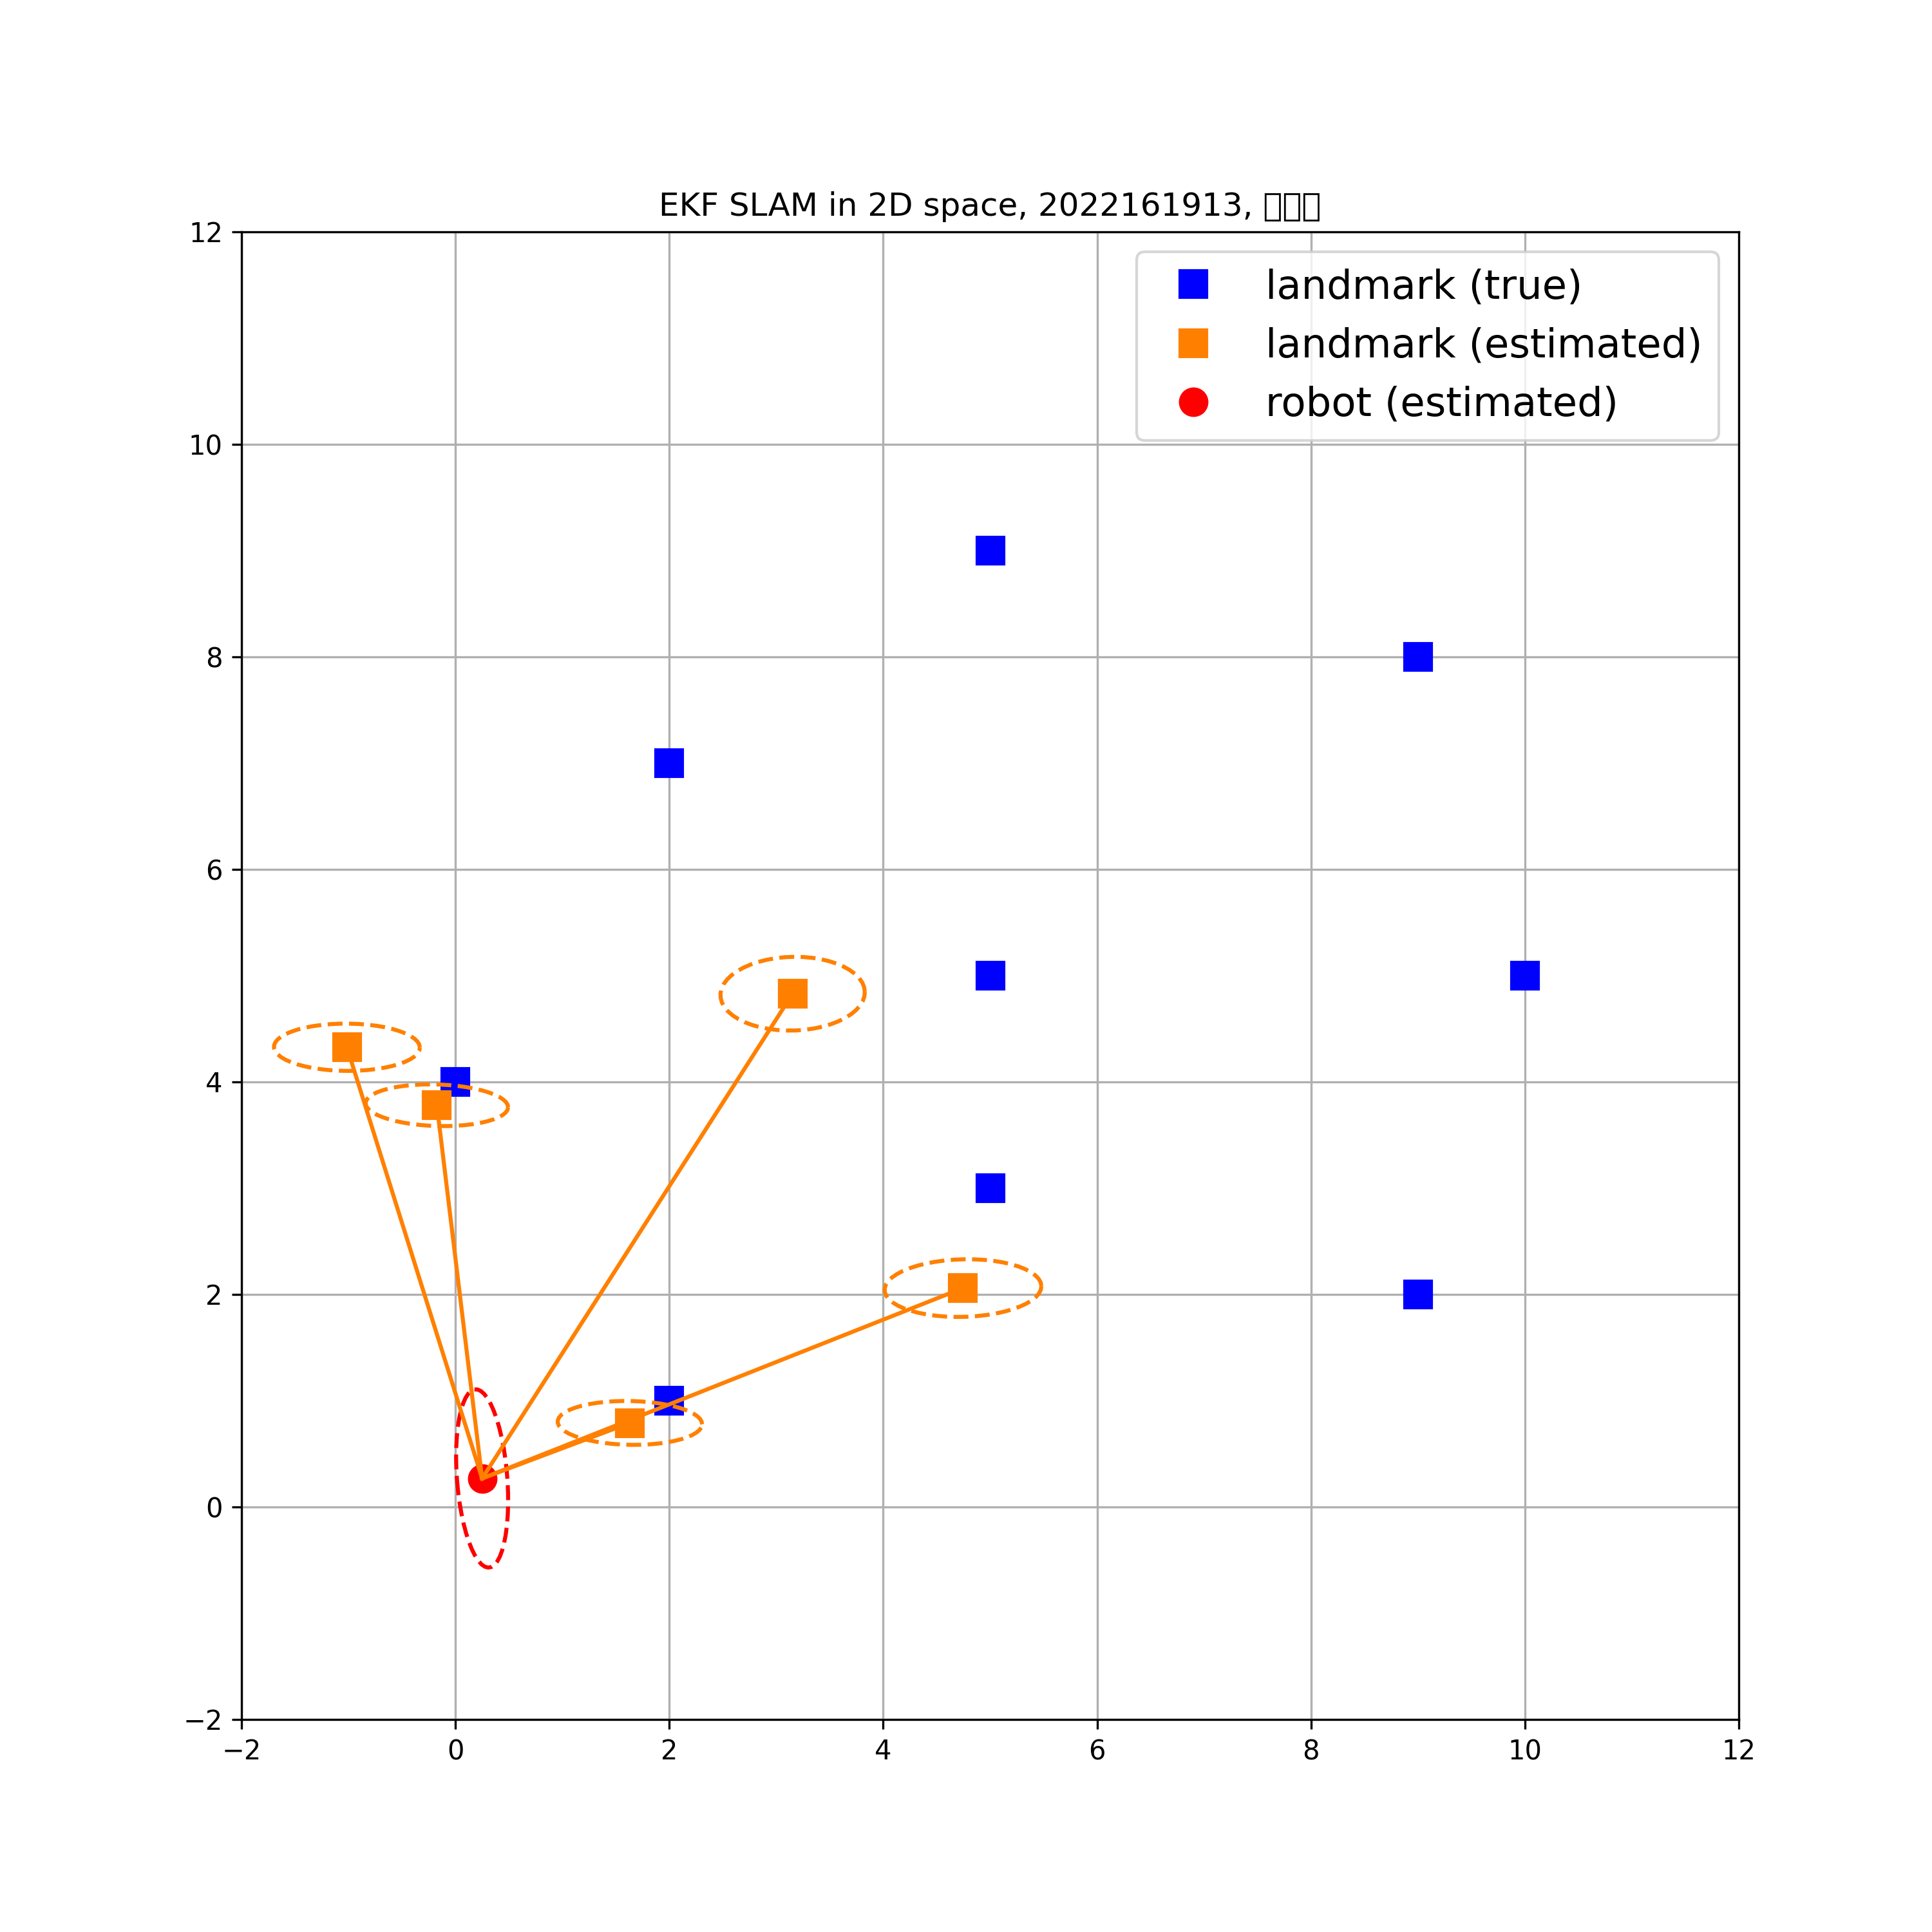 EKF SLAM in 2D space, 2022161913,
12
landmark (true)
landmark (estimated)
robot (estimated)
10
8
6
4
2
0
−2
−2 0 2 4 6 8 10 12